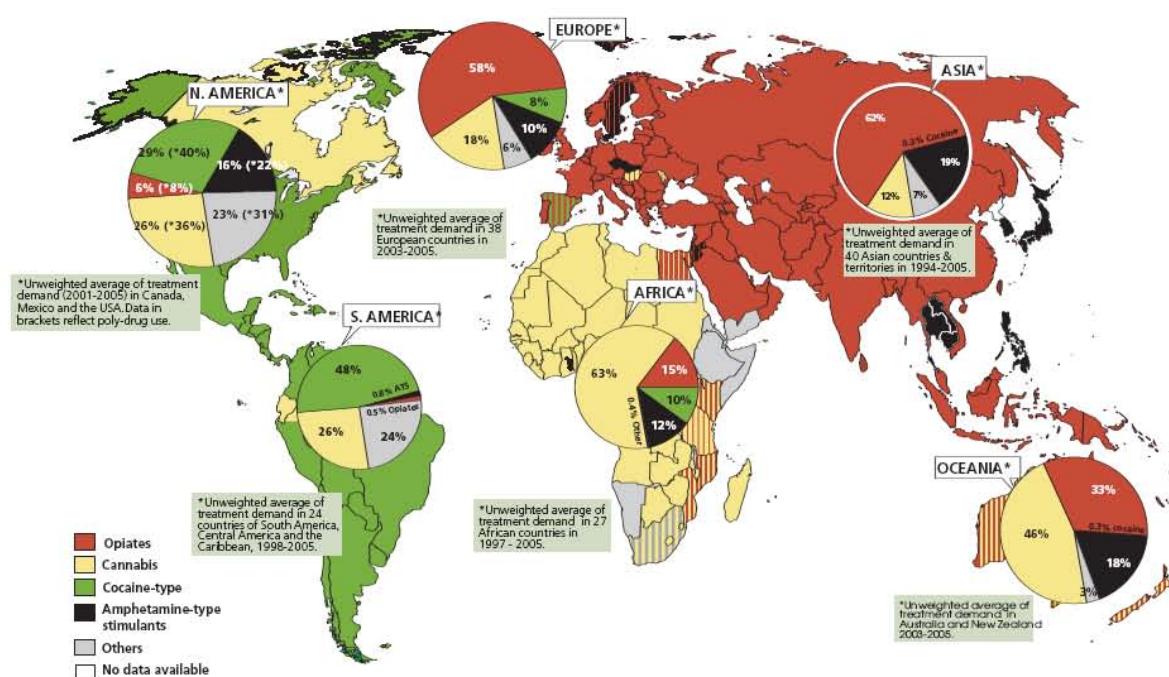 EUROPE*
58%
8%
10%
6%
18%
*Unweighted average of
treatment demand in 38
European countries in
2003-2005.
ASIA*
62%
0.3% Cocaine
19%
7%
12%
*Unweighted average of
treatment demand in
40 Asian countries &
territories in 1994-2005.
N. AMERICA*
29% (*40%)
16% (*22%)
6% (*8%)
26% (*36%)
23% (*31%)
*Unweighted average of treatment
demand (2001-2005) in Canada,
Mexico and the USA. Data in
brackets reflect poly-drug use.
S. AMERICA*
48%
0.8% ATS
0.5% Opiates
26%
24%
*Unweighted average of
treatment demand in 24
countries of South America,
Central America and the
Caribbean, 1998-2005.
AFRICA*
63%
15%
10%
12%
0.4% Other
*Unweighted average of
treatment demand in 27
African countries in
1997 - 2005.
OCEANIA*
33%
0.3% cocaine
46%
18%
3%
*Unweighted average of
treatment demand in
Australia and New Zealand
2003-2005.
Opiates
Cannabis
Cocaine-type
Amphetamine-type
stimulants
Others
No data available